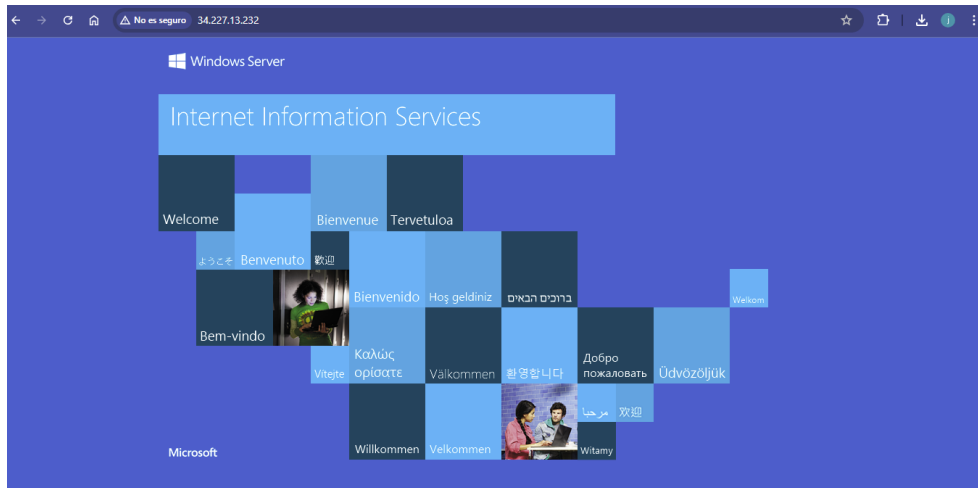 No es seguro
34.227.13.232
j
Windows Server
Internet Information Services
Welcome
Bienvenue
Tervetuloa
ようこそ
Benvenuto
歡迎
Bienvenido
Hoş geldiniz
ברוכים הבאים
Welkom
Bem-vindo
Vítejte
Καλώς
ορίσατε
Välkommen
환영합니다
Добро
пожаловать
Üdvözöljük
Willkommen
Velkommen
مرحبا
欢迎
Witamy
Microsoft